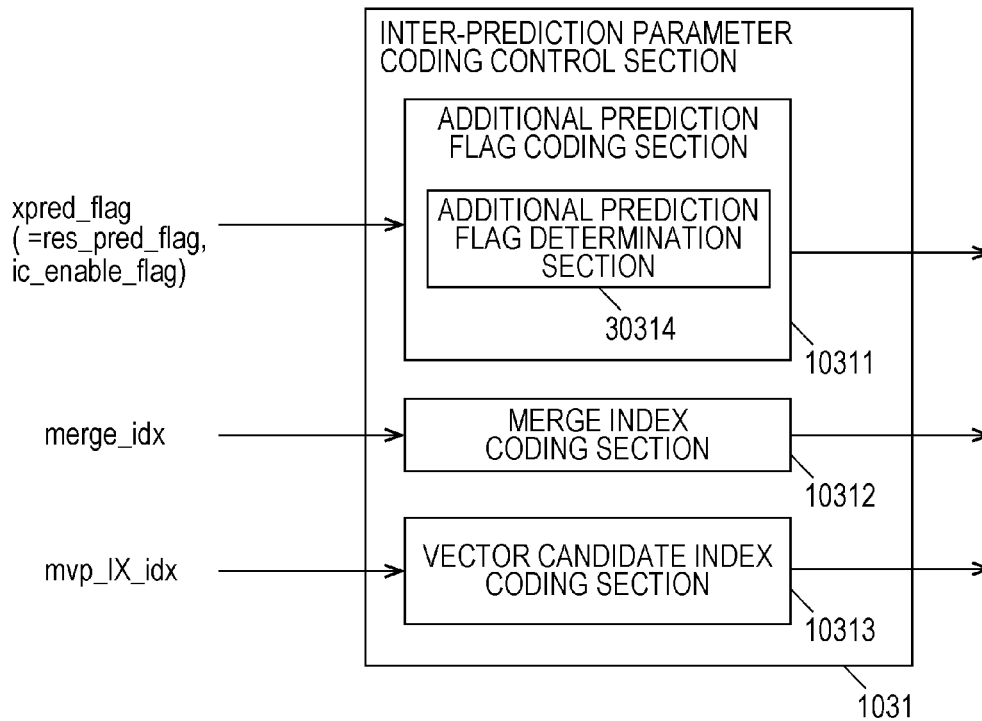 INTER-PREDICTION PARAMETER
CODING CONTROL SECTION
ADDITIONAL PREDICTION
FLAG CODING SECTION
xpred_flag
( =res_pred_flag,
ic_enable_flag)
ADDITIONAL PREDICTION
FLAG DETERMINATION
SECTION
30314
10311
merge_idx
MERGE INDEX
CODING SECTION
10312
mvp_lX_idx
VECTOR CANDIDATE INDEX
CODING SECTION
10313
1031